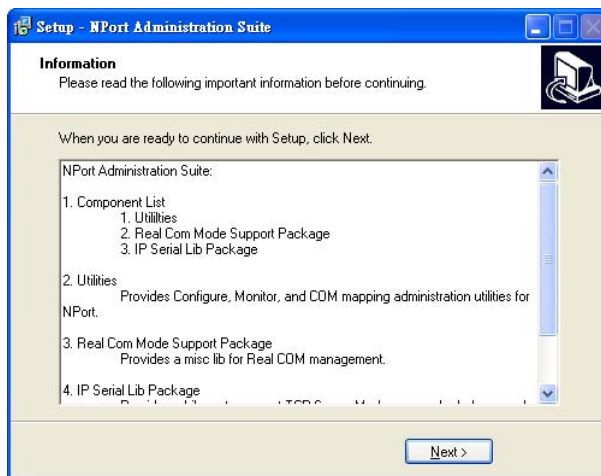 Setup - NPort Administration Suite
Information
Please read the following important information before continuing.
When you are ready to continue with Setup, click Next.
NPort Administration Suite:
1. Component List
1. Utililties
2. Real Com Mode Support Package
3. IP Serial Lib Package
2. Utilities
Provides Configure, Monitor, and COM mapping administration utilities for
NPort.
3. Real Com Mode Support Package
Provides a misc lib for Real COM management.
4. IP Serial Lib Package
Next >